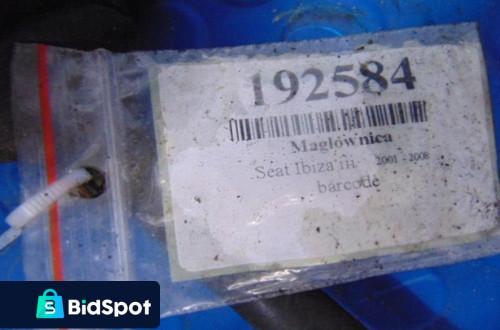 192584
Maglownica
Seat Ibiza III 2001 - 2008
barcode
BidSpot